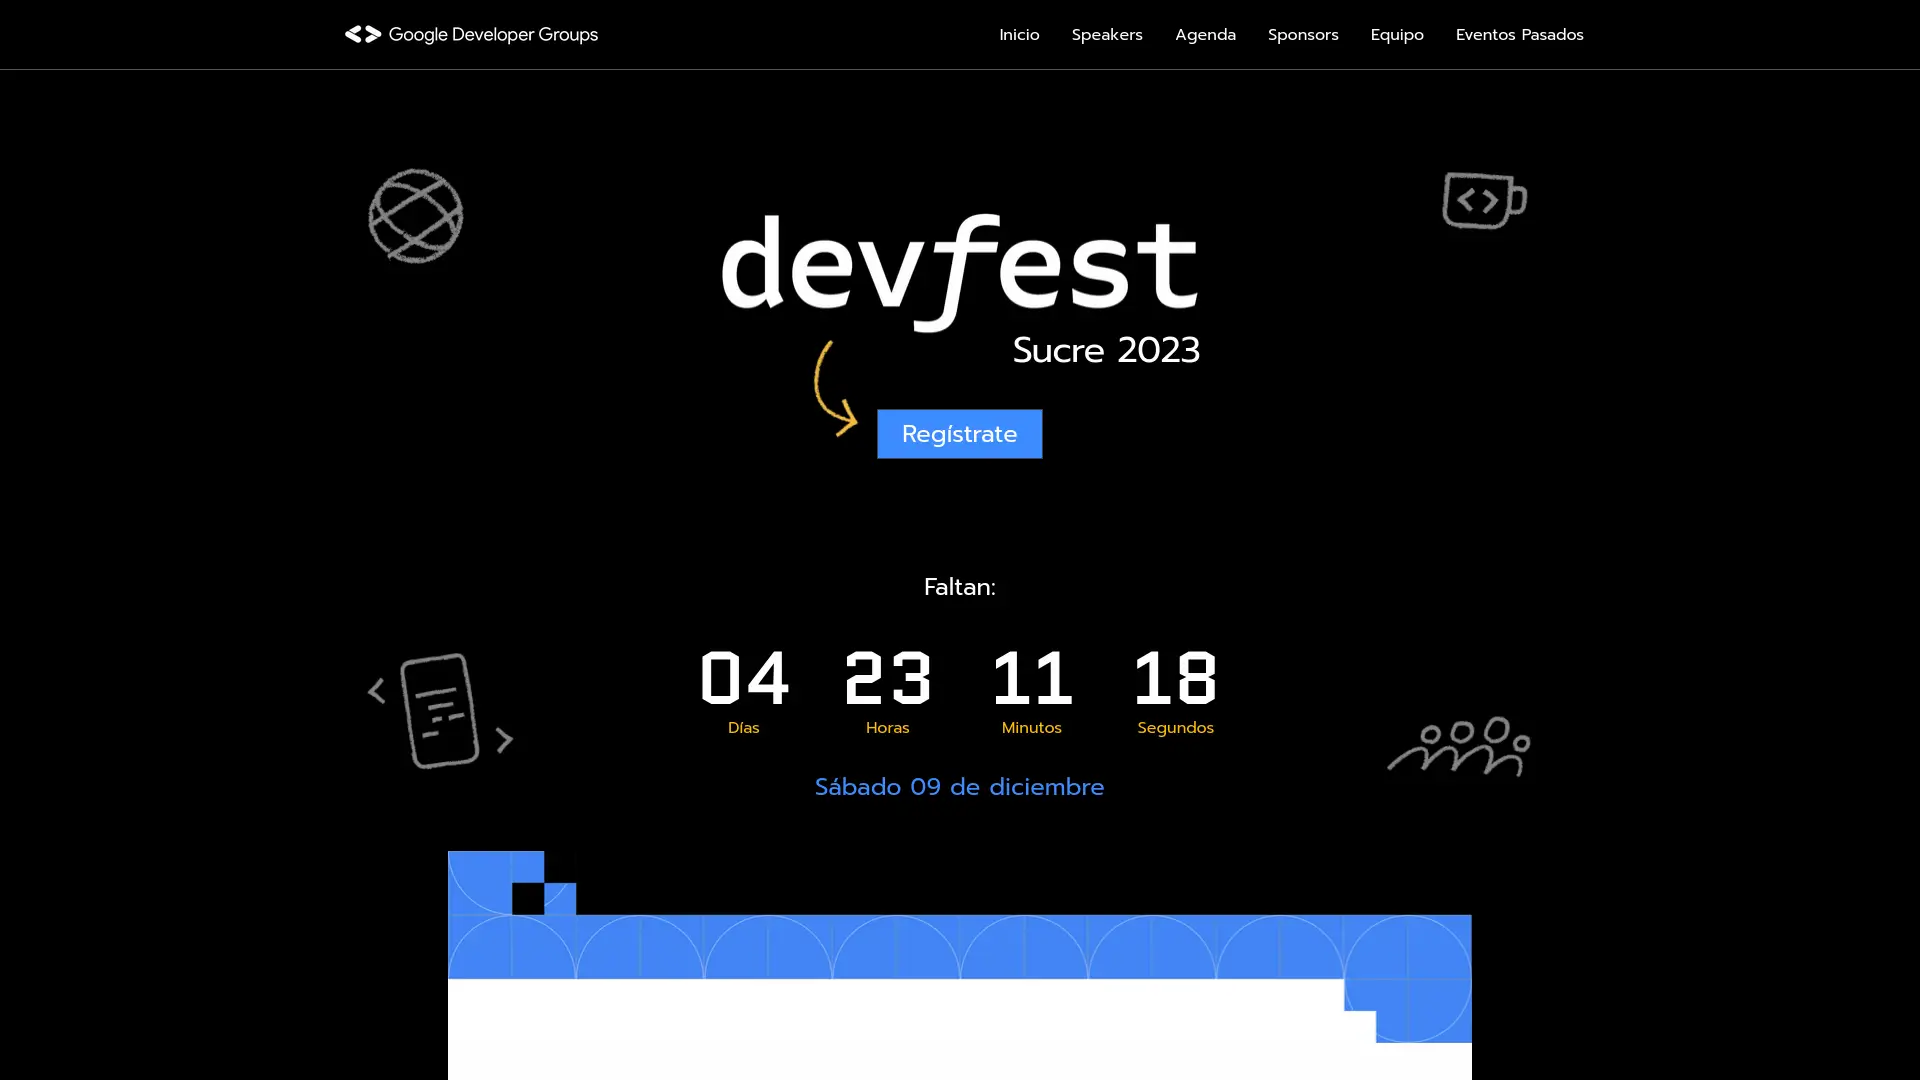 Google Developer Groups
Inicio Speakers Agenda Sponsors Equipo Eventos Pasados
devfest
Sucre 2023
Regístrate
Faltan:
04 23 11 18
Días Horas Minutos Segundos
Sábado 09 de diciembre